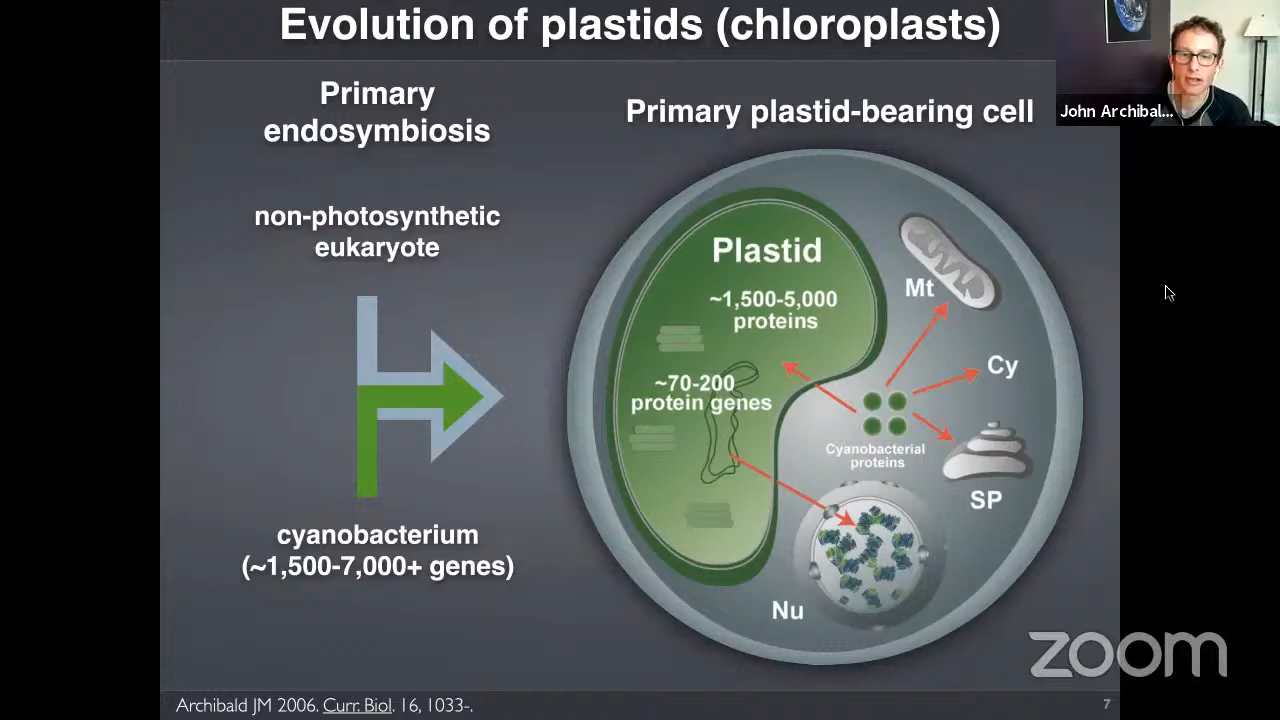 Evolution of plastids (chloroplasts)
Primary
endosymbiosis
non-photosynthetic
eukaryote
cyanobacterium
(~1,500-7,000+ genes)
Primary plastid-bearing cell
Plastid
~1,500-5,000
proteins
~70-200
protein genes
Mt
Cy
Cyanobacterial
proteins
SP
Nu
John Archibal...
zoom
Archibald JM 2006. Curr. Biol. 16, 1033-.
7